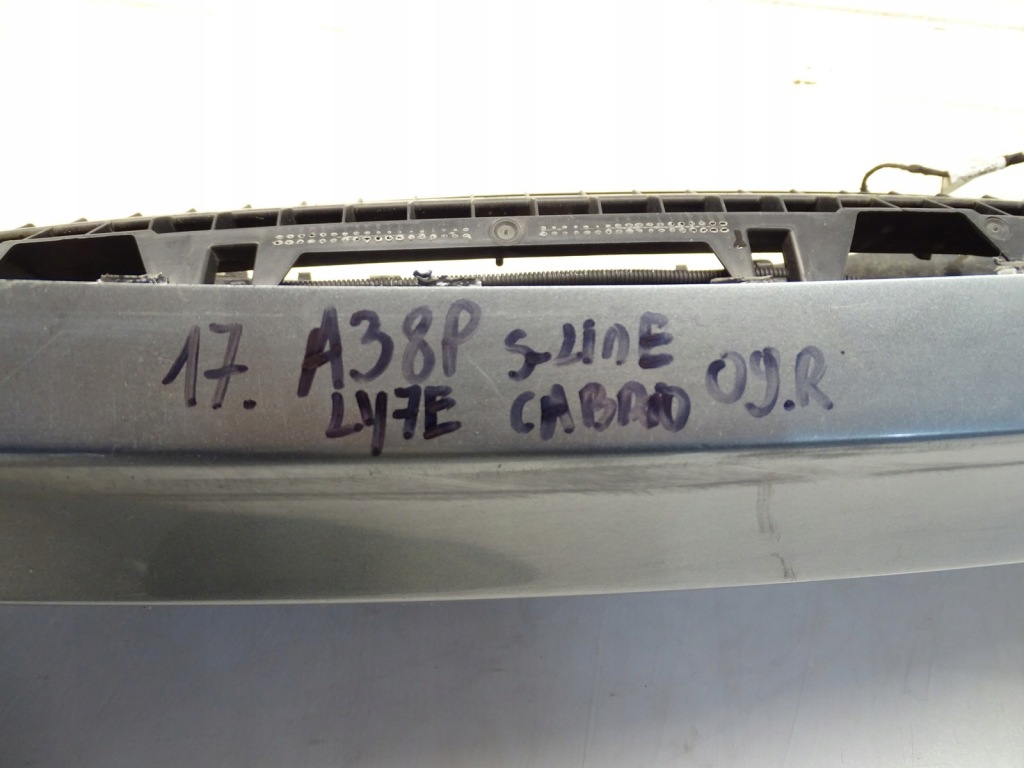 17. A38P S-LinE 09.R
LY7E CABRIO